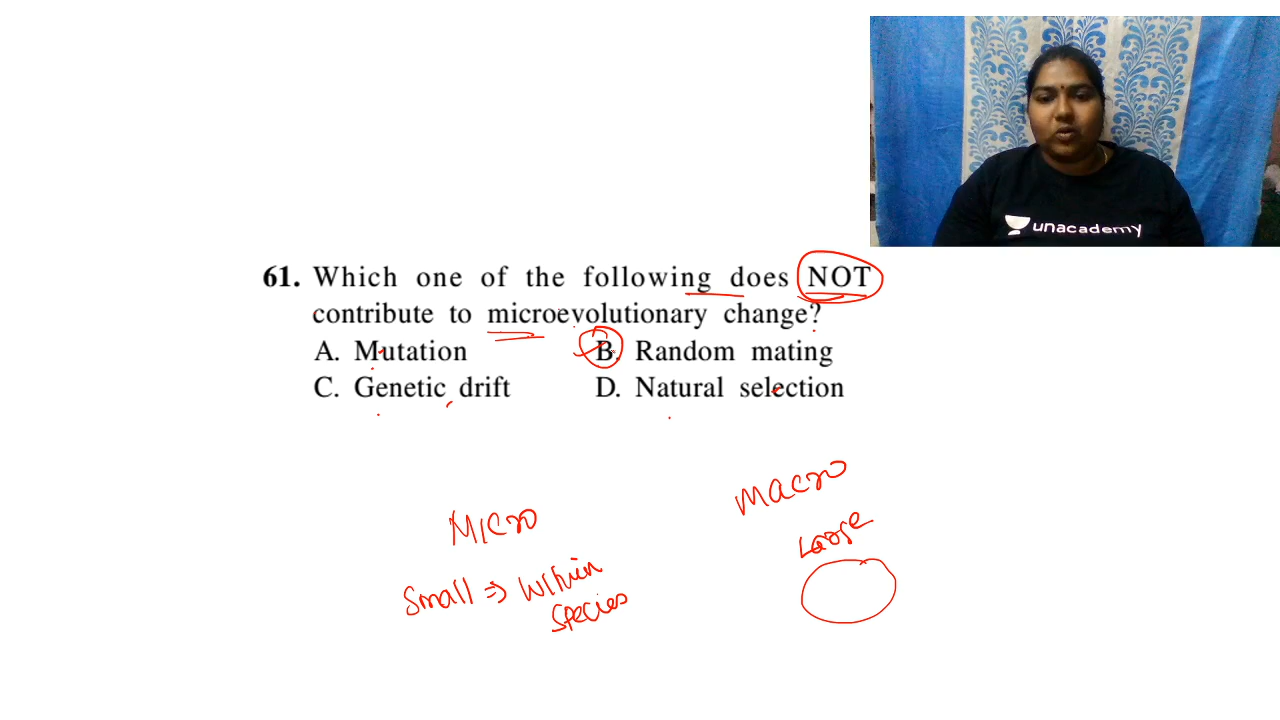 unacademy
61. Which one of the following does NOT
contribute to microevolutionary change?
A. Mutation B. Random mating
C. Genetic drift D. Natural selection
Micro
Small ⇒ Within
Species
Macro
Large